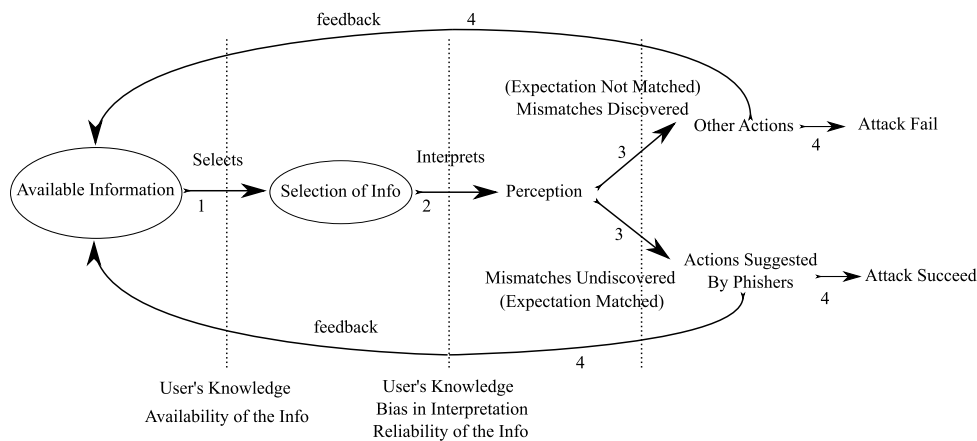 feedback
4
(Expectation Not Matched)
Mismatches Discovered
Other Actions
Attack Fail
4
3
Selects
Interprets
Available Information
Selection of Info
Perception
1
2
3
Mismatches Undiscovered
(Expectation Matched)
Actions Suggested
By Phishers
Attack Succeed
4
feedback
4
User's Knowledge
Availability of the Info
User's Knowledge
Bias in Interpretation
Reliability of the Info